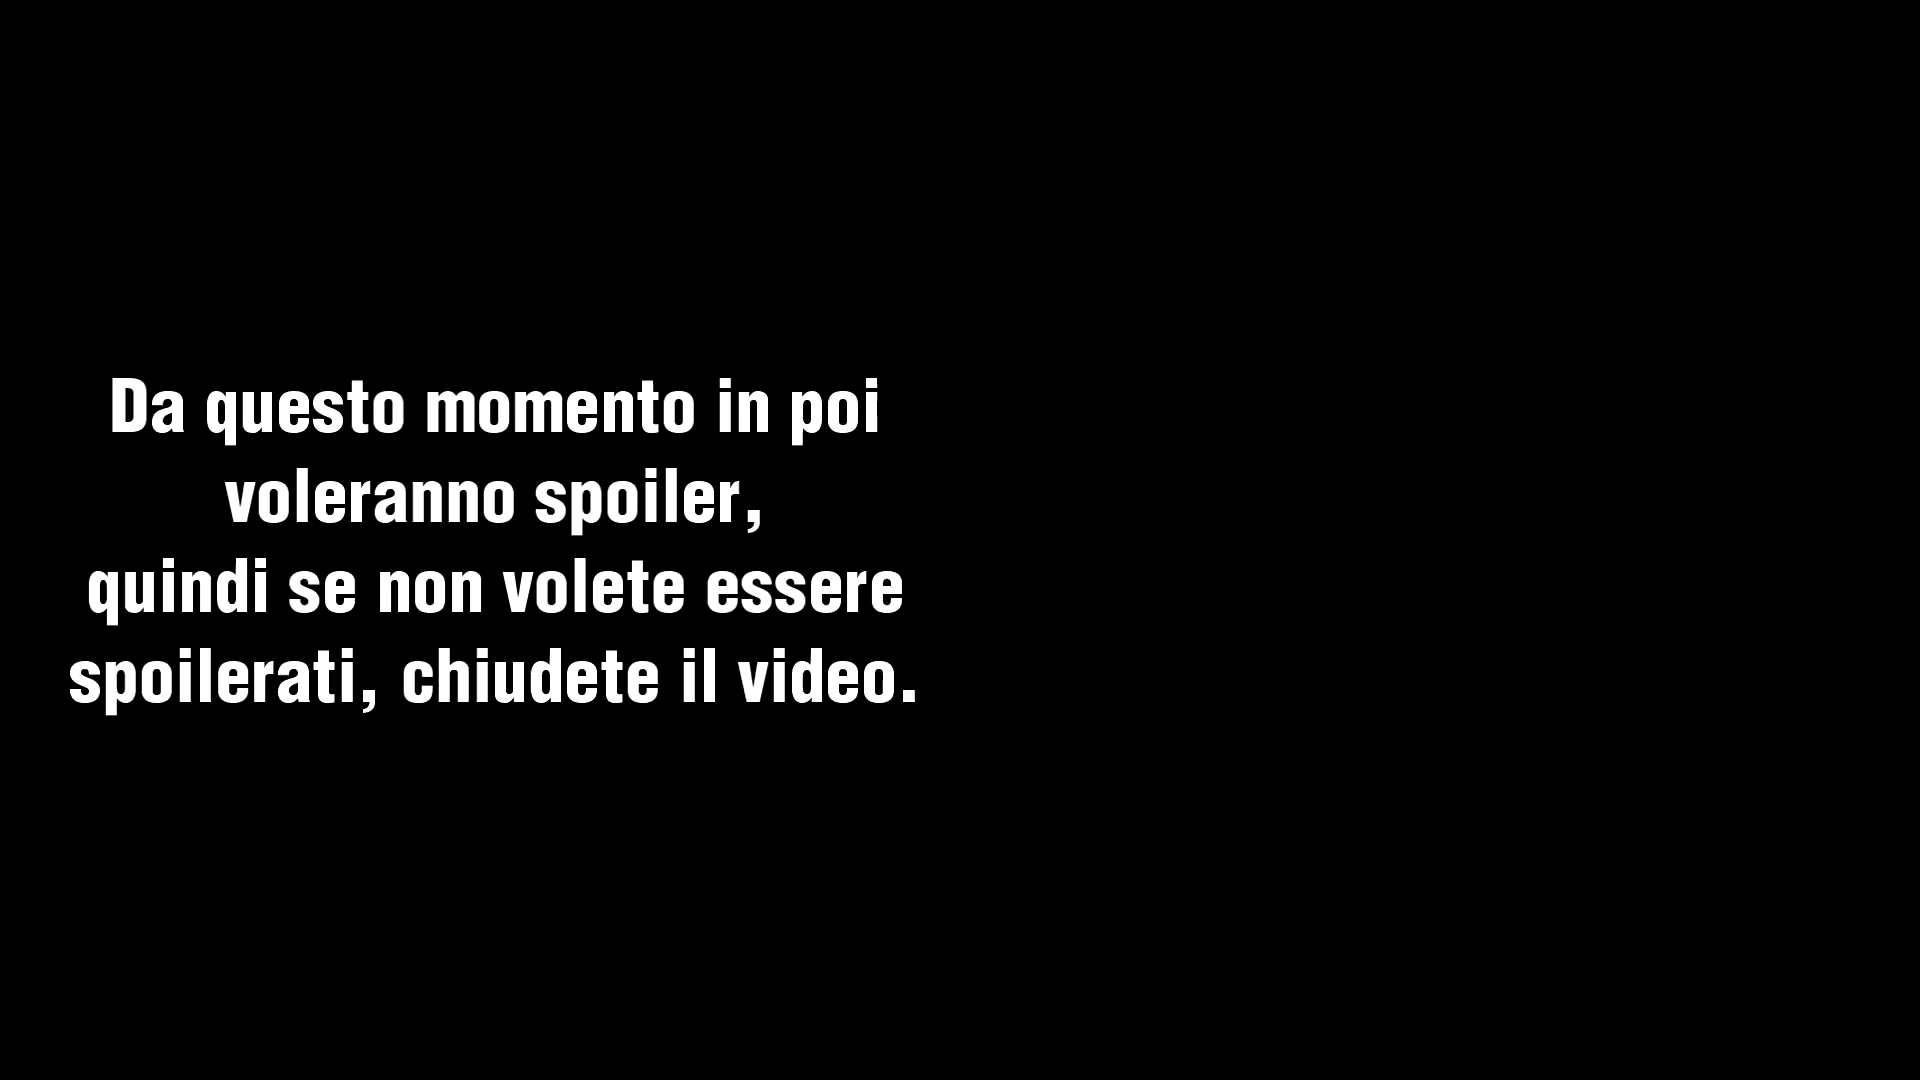 Da questo momento in poi
voleranno spoiler,
quindi se non volete essere
spoilerati, chiudete il video.